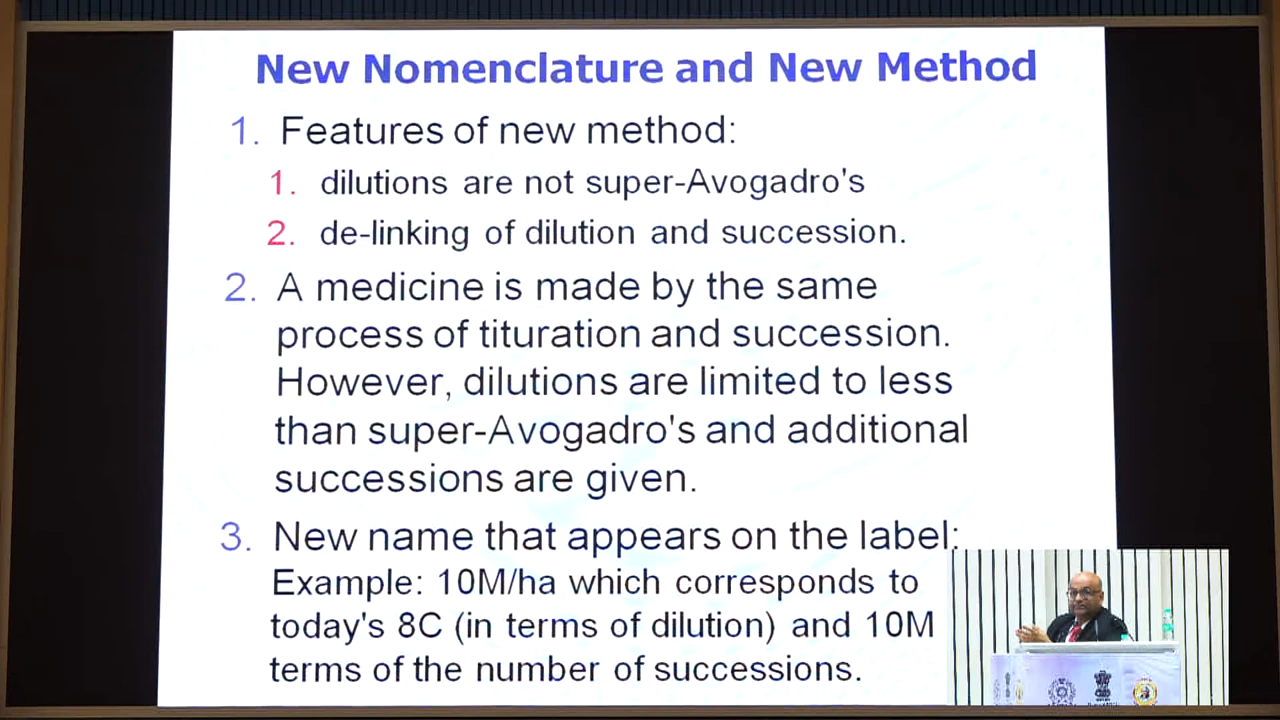 New Nomenclature and New Method
1. Features of new method:
1. dilutions are not super-Avogadro's
2. de-linking of dilution and succession.
2. A medicine is made by the same
process of tituration and succession.
However, dilutions are limited to less
than super-Avogadro's and additional
successions are given.
3. New name that appears on the label:
Example: 10M/ha which corresponds to
today's 8C (in terms of dilution) and 10M
terms of the number of successions.